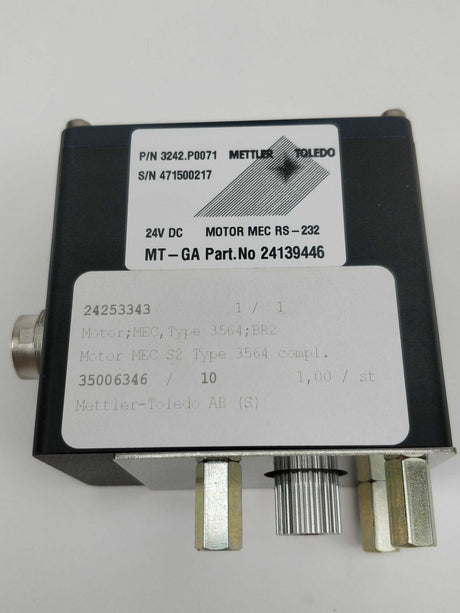 P/N 3242.P0071 METTLER TOLEDO
S/N 471500217
24V DC MOTOR MEC RS-232
MT-GA Part.No 24139446
24253343 1 / 1
Motor;MEC,Type 3564;BR2
Motor MEC S2 Type 3564 compl.
35006346 / 10 1,00 / st
Mettler-Toledo AB (S)